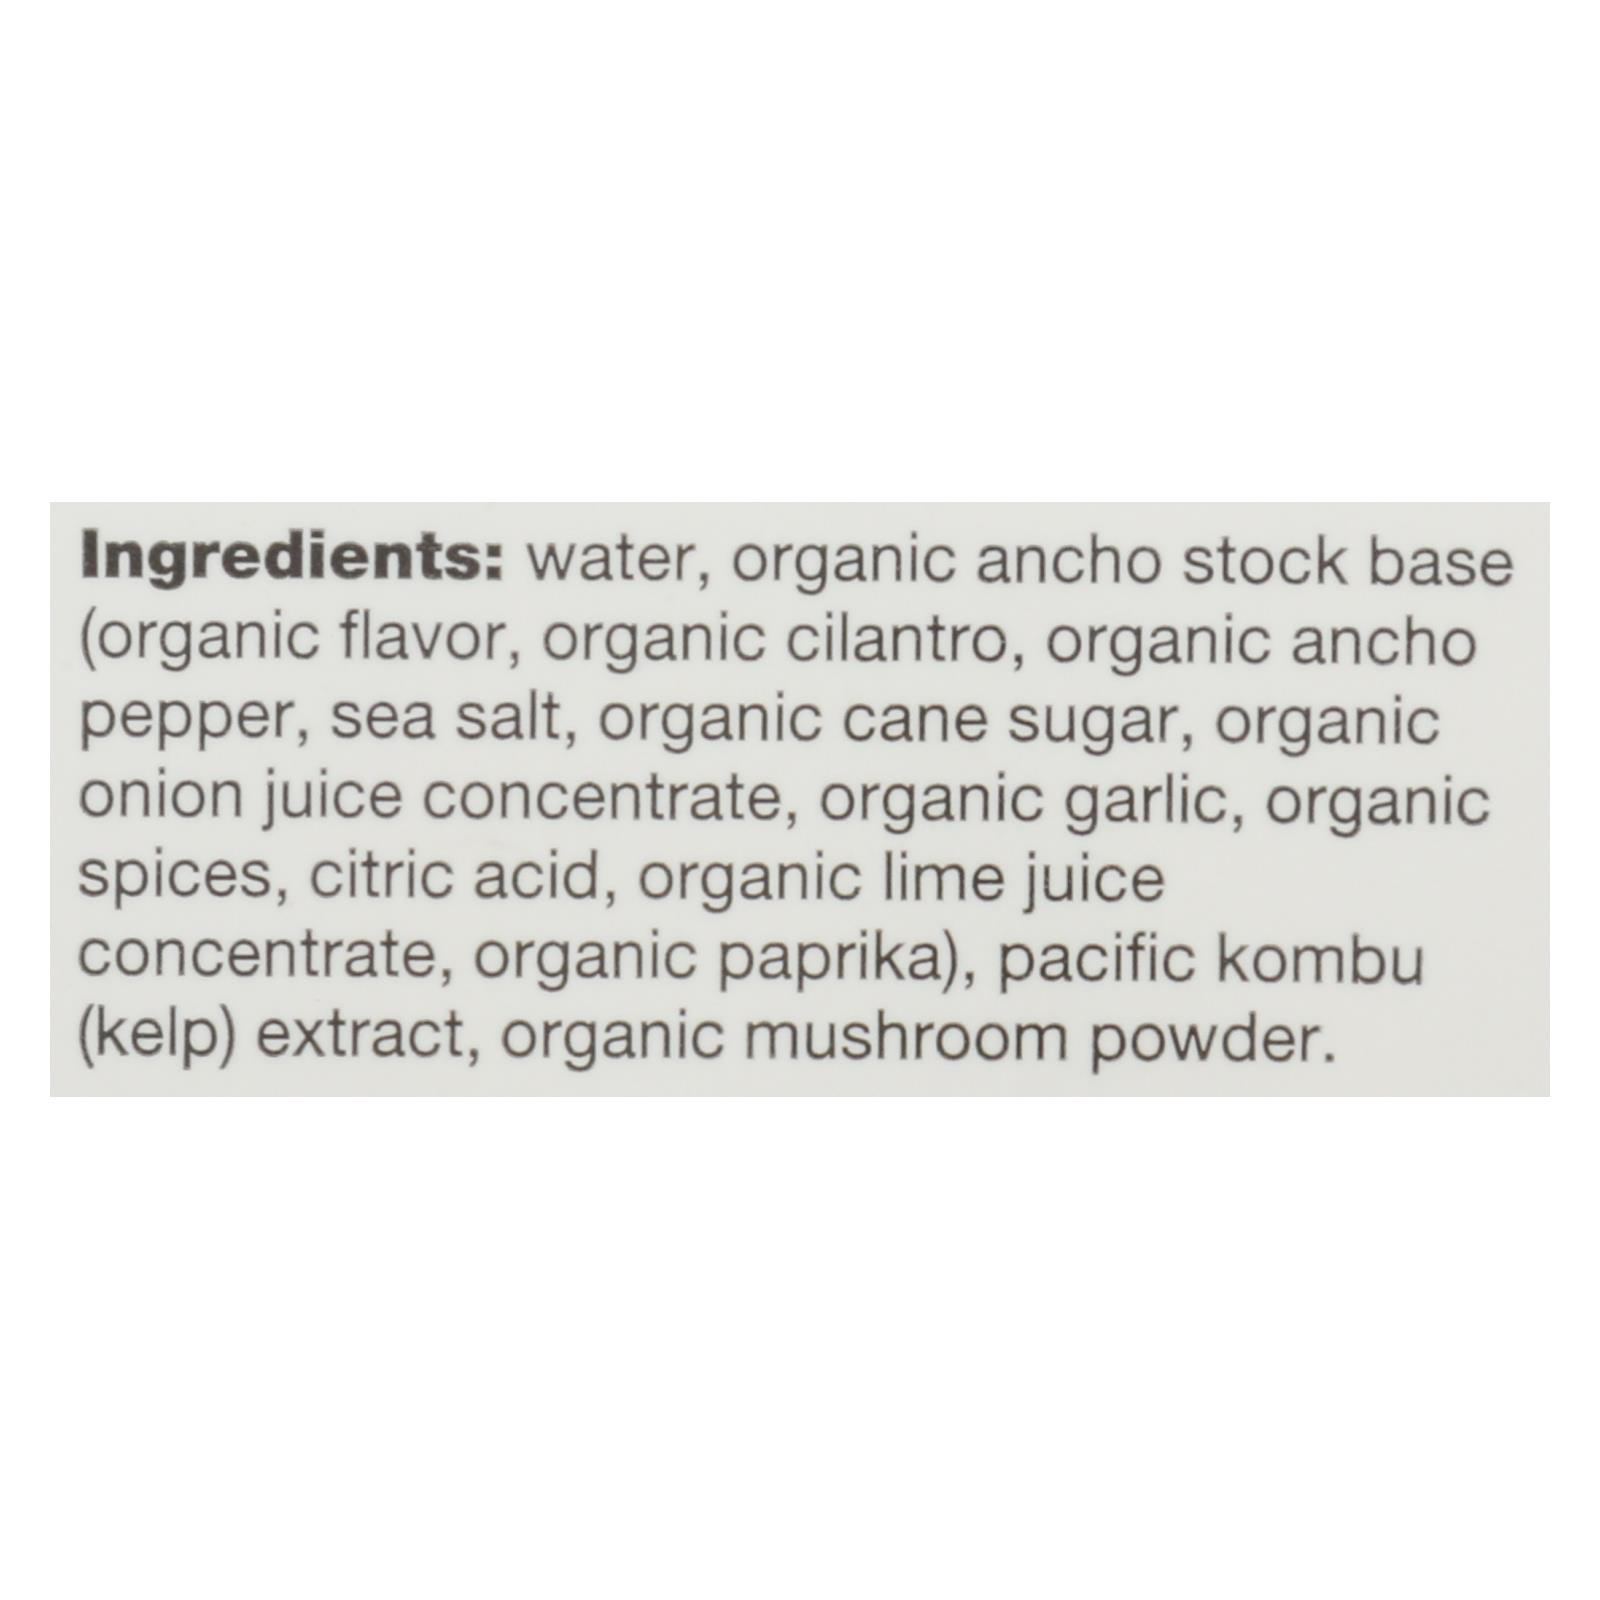 Ingredients: water, organic ancho stock base
(organic flavor, organic cilantro, organic ancho
pepper, sea salt, organic cane sugar, organic
onion juice concentrate, organic garlic, organic
spices, citric acid, organic lime juice
concentrate, organic paprika), pacific kombu
(kelp) extract, organic mushroom powder.